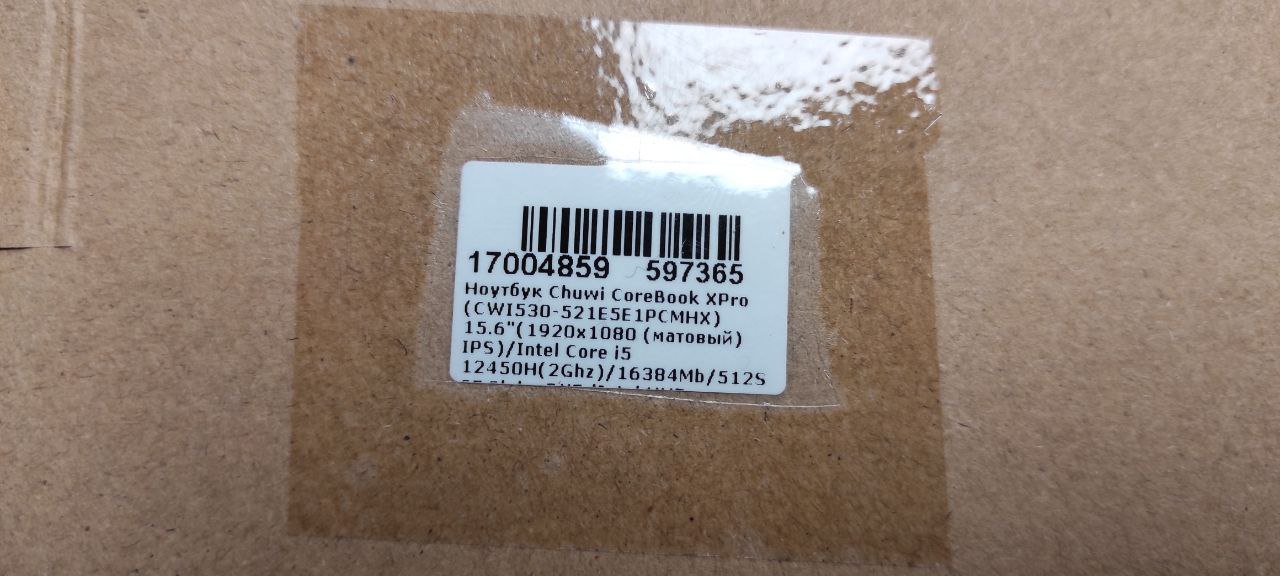 17004859 597365
Ноутбук Chuwi CoreBook XPro
(CWI530-521E5E1PCMHX)
15.6"(1920x1080 (матовый)
IPS)/Intel Core i5
12450H(2Ghz)/16384Mb/512S